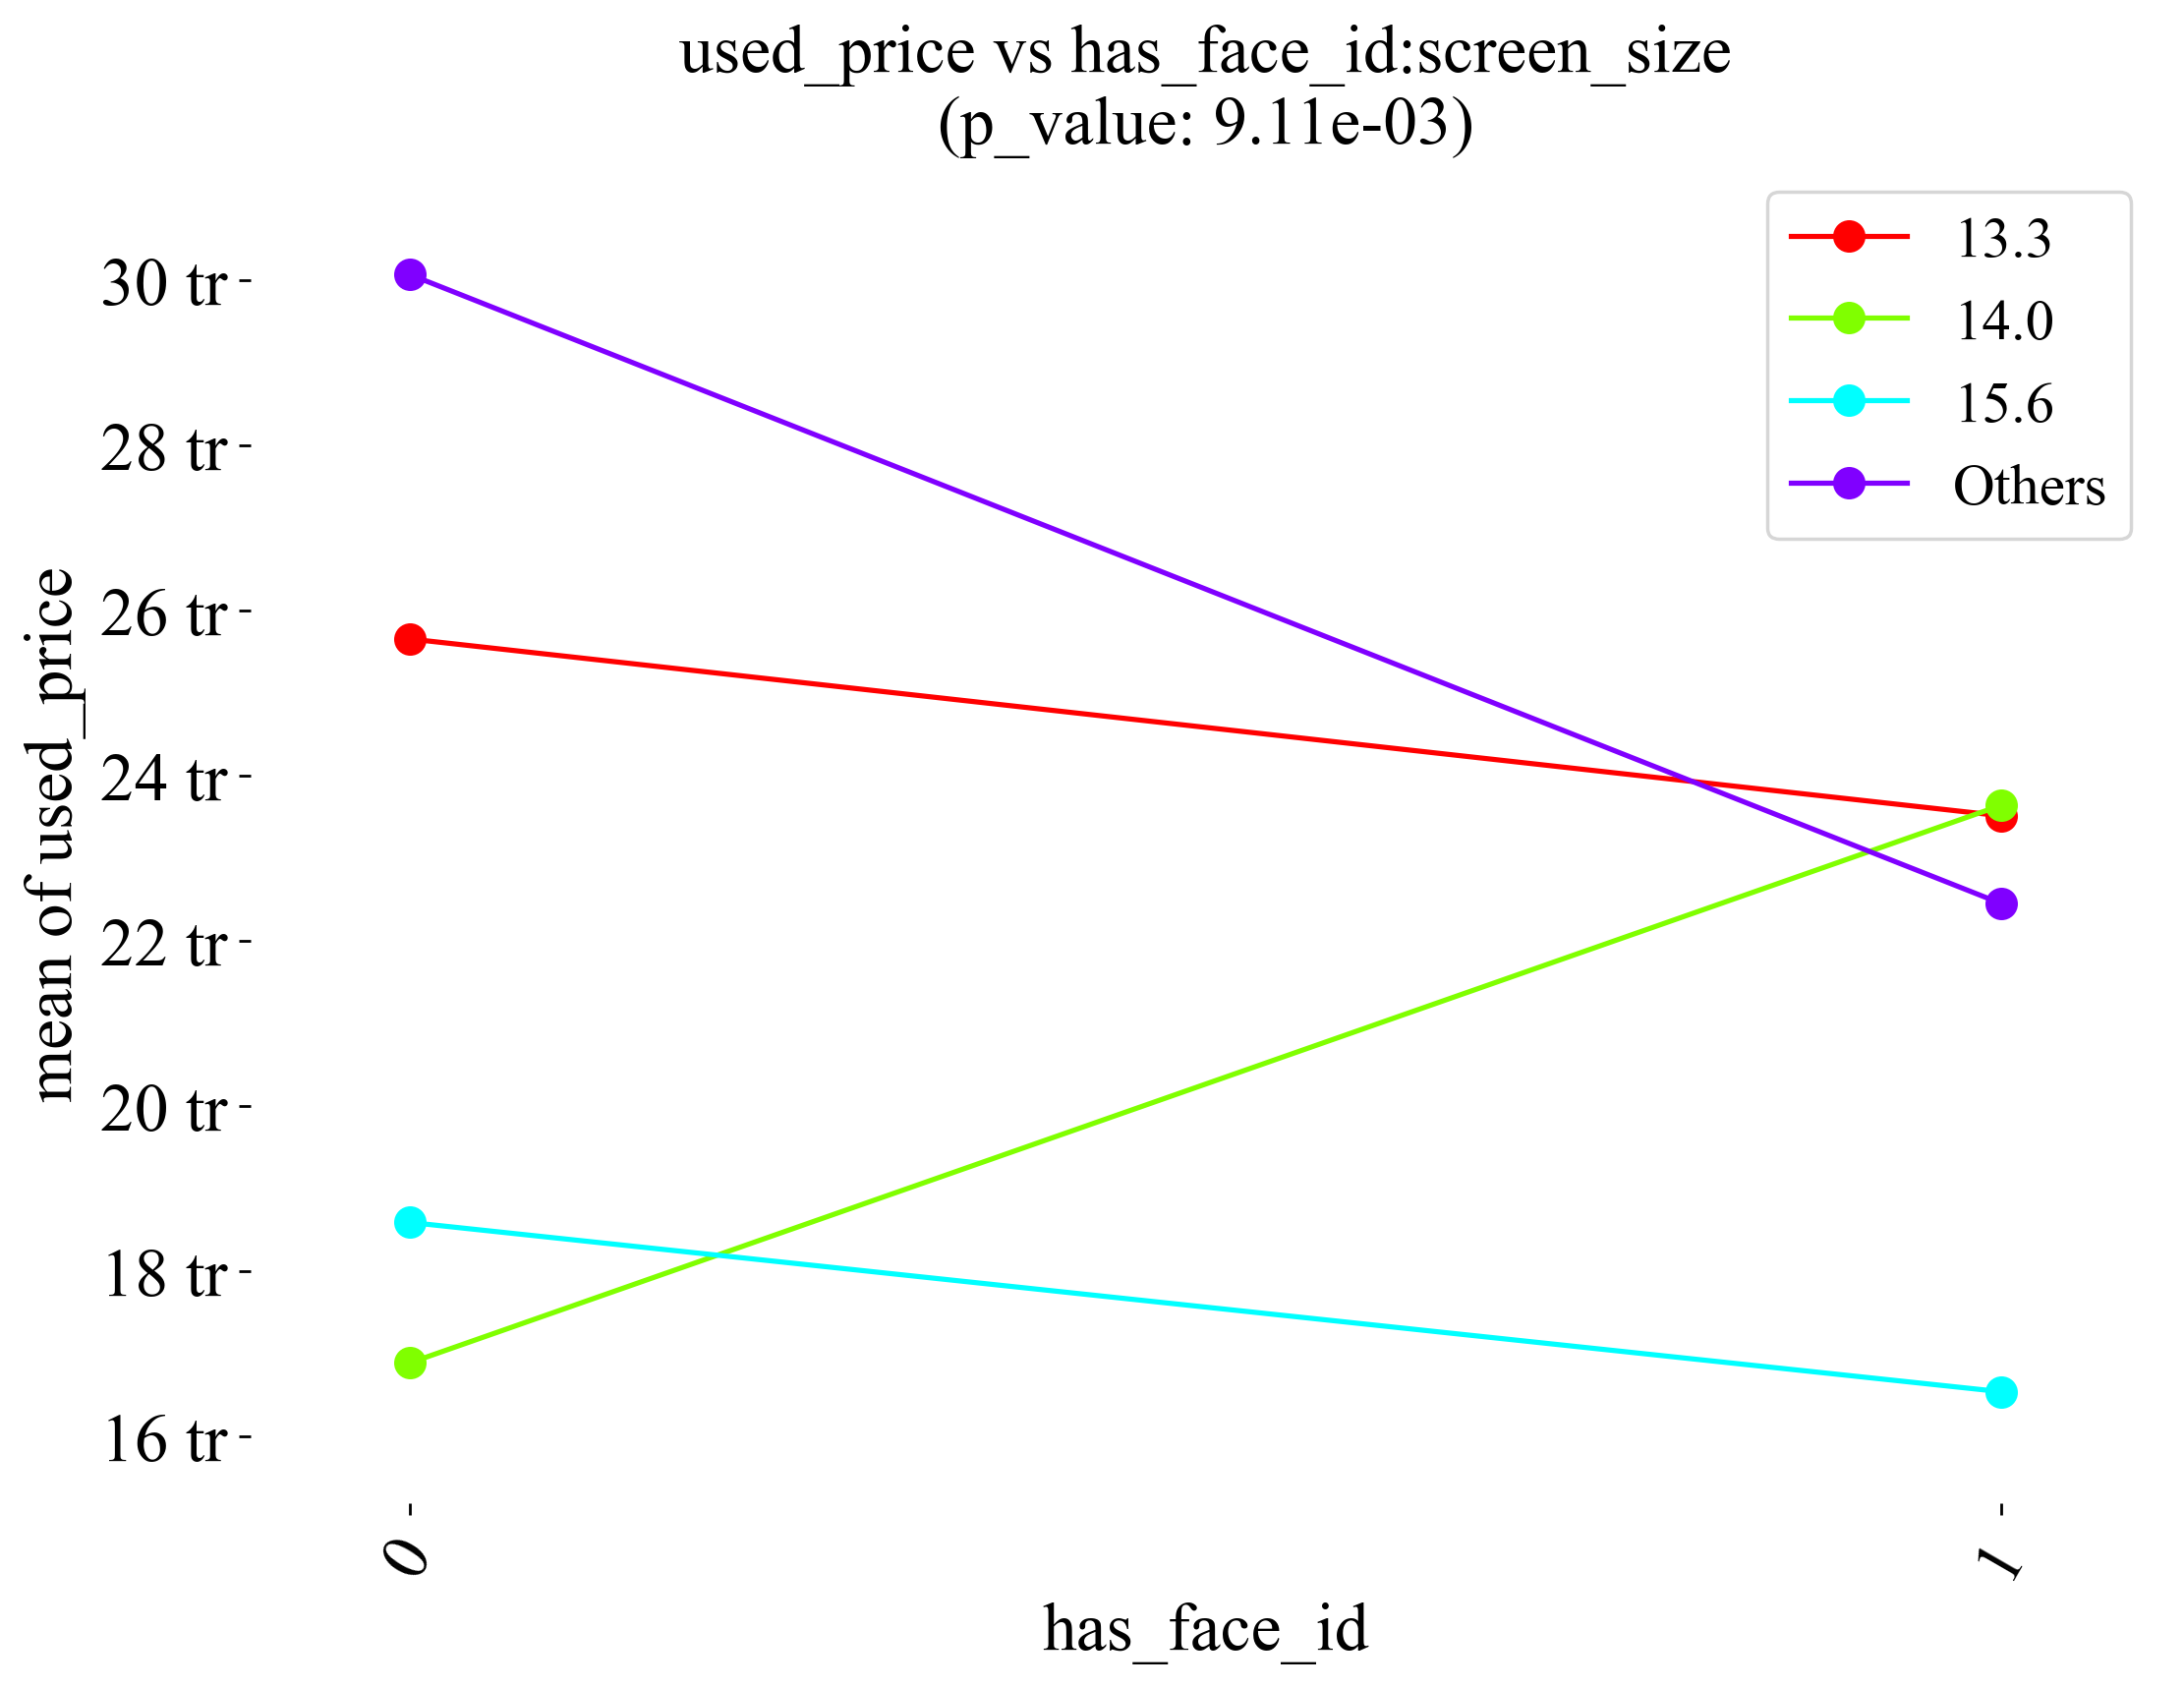 used_price vs has_face_id:screen_size
(p_value: 9.11e-03)
13.3
14.0
15.6
Others
30 tr
28 tr
26 tr
24 tr
22 tr
20 tr
18 tr
16 tr
mean of used_price
0
1
has_face_id